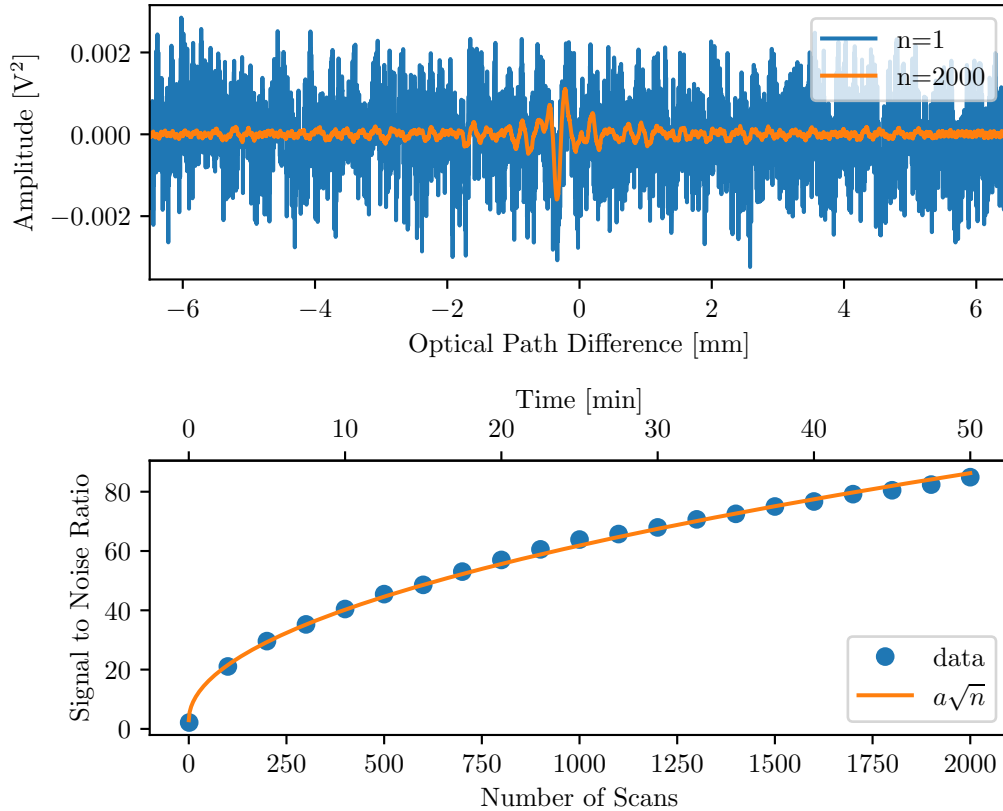 0.002
0.000
−0.002
Amplitude [V²]
n=1
n=2000
−6 −4 −2 0 2 4 6
Optical Path Difference [mm]
Time [min]
0 10 20 30 40 50
80
60
40
20
0
Signal to Noise Ratio
data
a√n
0 250 500 750 1000 1250 1500 1750 2000
Number of Scans